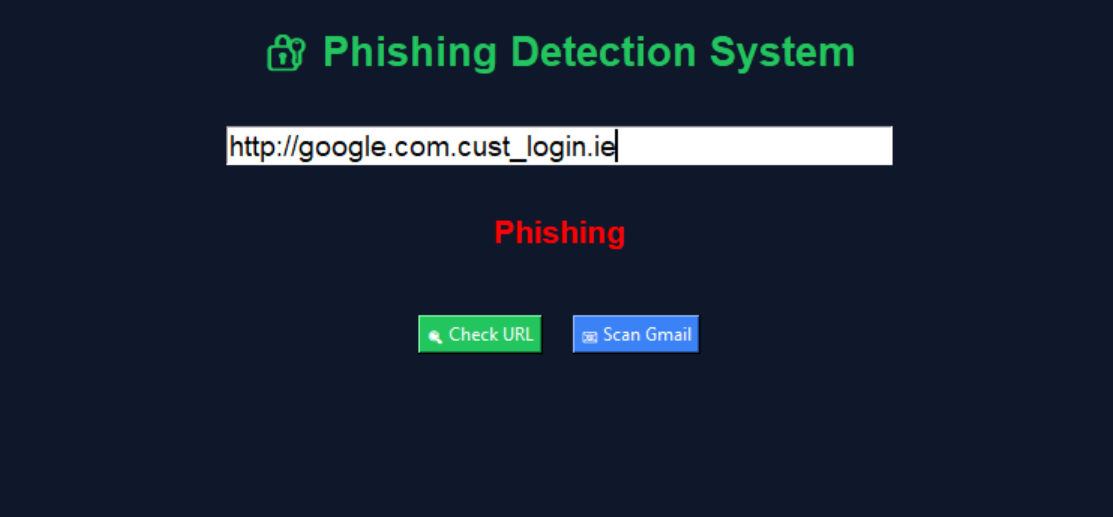 Phishing Detection System
http://google.com.cust_login.ie
Phishing
Check URL
Scan Gmail